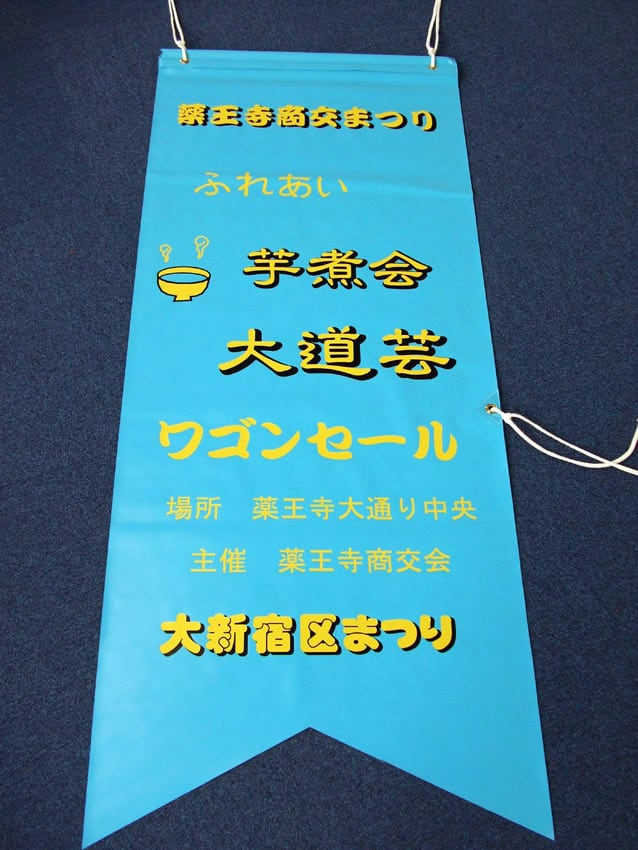 薬王寺商交まつり
ふれあい
芋煮会
大道芸
ワゴンセール
場所　薬王寺大通り中央
主催　薬王寺商交会
大新宿区まつり